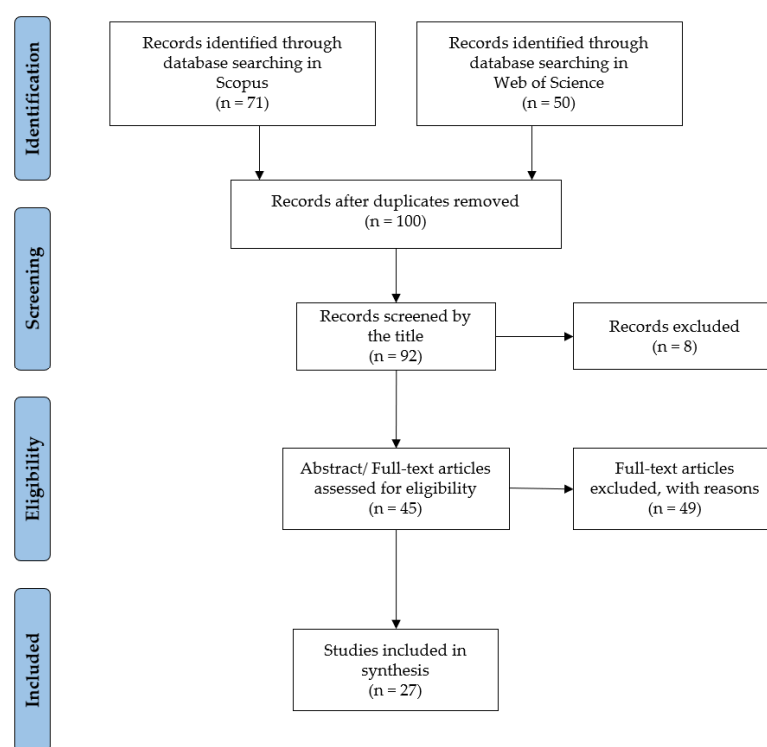 Identification
Records identified through
database searching in
Scopus
(n = 71)
Records identified through
database searching in
Web of Science
(n = 50)
Records after duplicates removed
(n = 100)
Screening
Records screened by
the title
(n = 92)
Records excluded
(n = 8)
Eligibility
Abstract/ Full-text articles
assessed for eligibility
(n = 45)
Full-text articles
excluded, with reasons
(n = 49)
Included
Studies included in
synthesis
(n = 27)